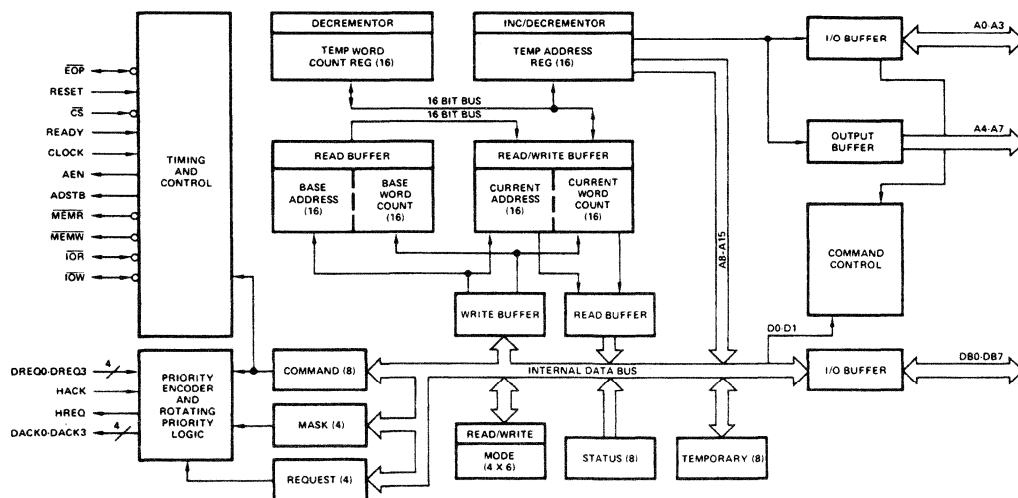 DECREMENTOR
TEMP WORD
COUNT REG (16)
INC/DECREMENTOR
TEMP ADDRESS
REG (16)
I/O BUFFER
A0-A3
EOP
RESET
CS
READY
CLOCK
AEN
ADSTB
MEMR
MEMW
IOR
IOW
TIMING
AND
CONTROL
16 BIT BUS
16 BIT BUS
READ BUFFER
BASE
ADDRESS
(16)
BASE
WORD
COUNT
(16)
READ/WRITE BUFFER
CURRENT
ADDRESS
(16)
CURRENT
WORD
COUNT
(16)
OUTPUT
BUFFER
A4-A7
A8-A15
COMMAND
CONTROL
WRITE BUFFER
READ BUFFER
D0-D1
DREQ0-DREQ3
4
HACK
HREQ
DACK0-DACK3
4
PRIORITY
ENCODER
AND
ROTATING
PRIORITY
LOGIC
COMMAND (8)
MASK (4)
REQUEST (4)
INTERNAL DATA BUS
I/O BUFFER
DB0-DB7
READ/WRITE
MODE
(4 X 6)
STATUS (8)
TEMPORARY (8)